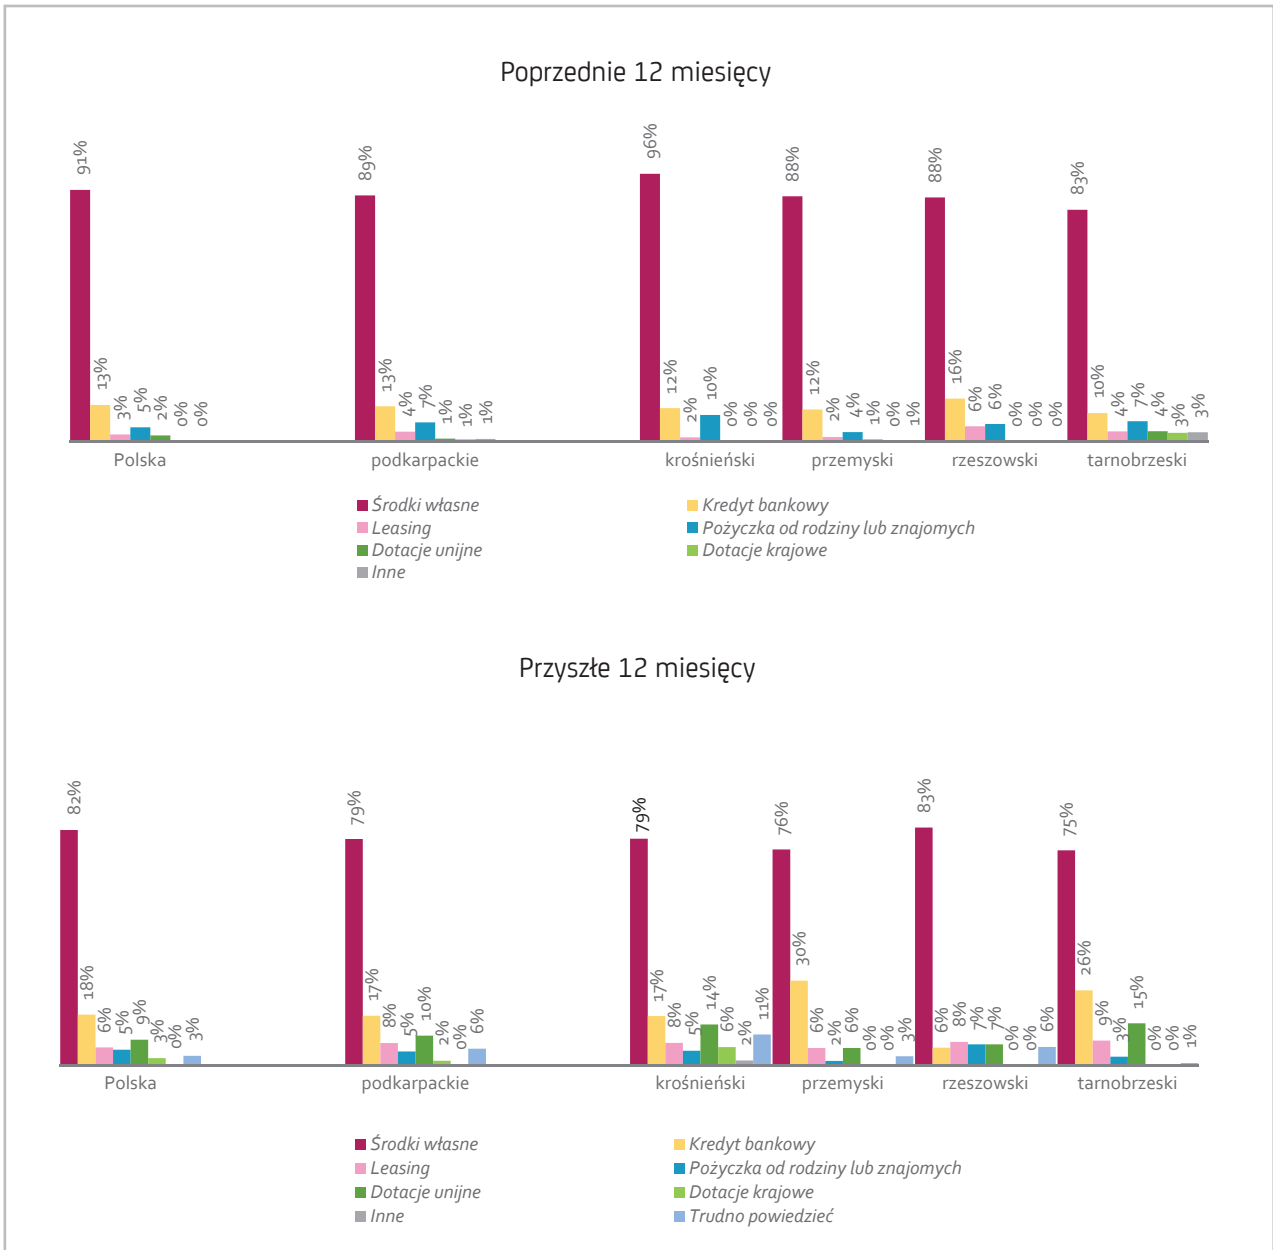 Poprzednie 12 miesięcy
91% 13% 3% 5% 2% 0% 0%
89% 13% 4% 7% 1% 1% 1%
96% 12% 2% 10% 0% 0% 0%
88% 12% 2% 4% 1% 0% 1%
88% 16% 6% 6% 0% 0% 0%
83% 10% 4% 7% 4% 3% 3%
Polska podkarpackie krośnieński przemyski rzeszowski tarnobrzeski
Środki własne Kredyt bankowy
Leasing Pożyczka od rodziny lub znajomych
Dotacje unijne Dotacje krajowe
Inne
Przyszłe 12 miesięcy
82% 18% 6% 5% 9% 3% 0% 3%
79% 17% 8% 5% 10% 2% 0% 6%
79% 17% 8% 5% 14% 6% 2% 11%
76% 30% 6% 2% 6% 0% 0% 3%
83% 6% 8% 7% 7% 0% 0% 6%
75% 26% 9% 3% 15% 0% 0% 1%
Polska podkarpackie krośnieński przemyski rzeszowski tarnobrzeski
Środki własne Kredyt bankowy
Leasing Pożyczka od rodziny lub znajomych
Dotacje unijne Dotacje krajowe
Inne Trudno powiedzieć